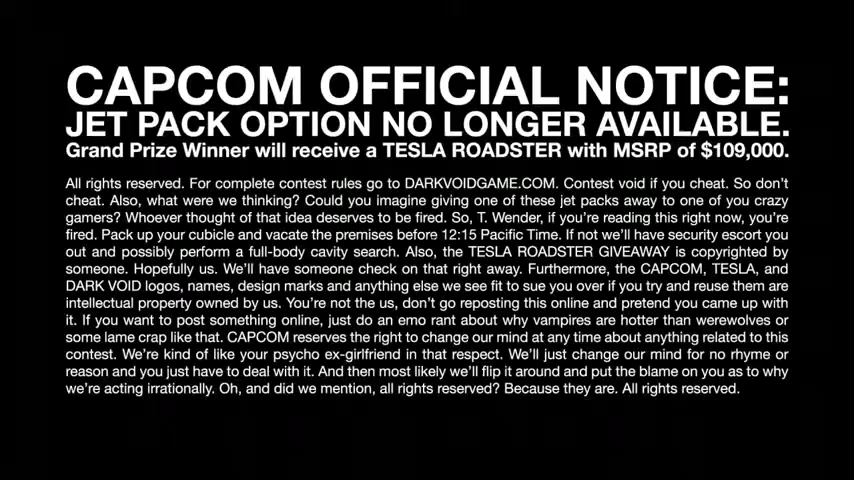 CAPCOM OFFICIAL NOTICE:
JET PACK OPTION NO LONGER AVAILABLE.
Grand Prize Winner will receive a TESLA ROADSTER with MSRP of $109,000.
All rights reserved. For complete contest rules go to DARKVOIDGAME.COM. Contest void if you cheat. So don't
cheat. Also, what were we thinking? Could you imagine giving one of these jet packs away to one of you crazy
gamers? Whoever thought of that idea deserves to be fired. So, T. Wender, if you're reading this right now, you're
fired. Pack up your cubicle and vacate the premises before 12:15 Pacific Time. If not we'll have security escort you
out and possibly perform a full-body cavity search. Also, the TESLA ROADSTER GIVEAWAY is copyrighted by
someone. Hopefully us. We'll have someone check on that right away. Furthermore, the CAPCOM, TESLA, and
DARK VOID logos, names, design marks and anything else we see fit to sue you over if you try and reuse them are
intellectual property owned by us. You're not the us, don't go reposting this online and pretend you came up with
it. If you want to post something online, just do an emo rant about why vampires are hotter than werewolves or
some lame crap like that. CAPCOM reserves the right to change our mind at any time about anything related to this
contest. We're kind of like your psycho ex-girlfriend in that respect. We'll just change our mind for no rhyme or
reason and you just have to deal with it. And then most likely we'll flip it around and put the blame on you as to why
we're acting irrationally. Oh, and did we mention, all rights reserved? Because they are. All rights reserved.